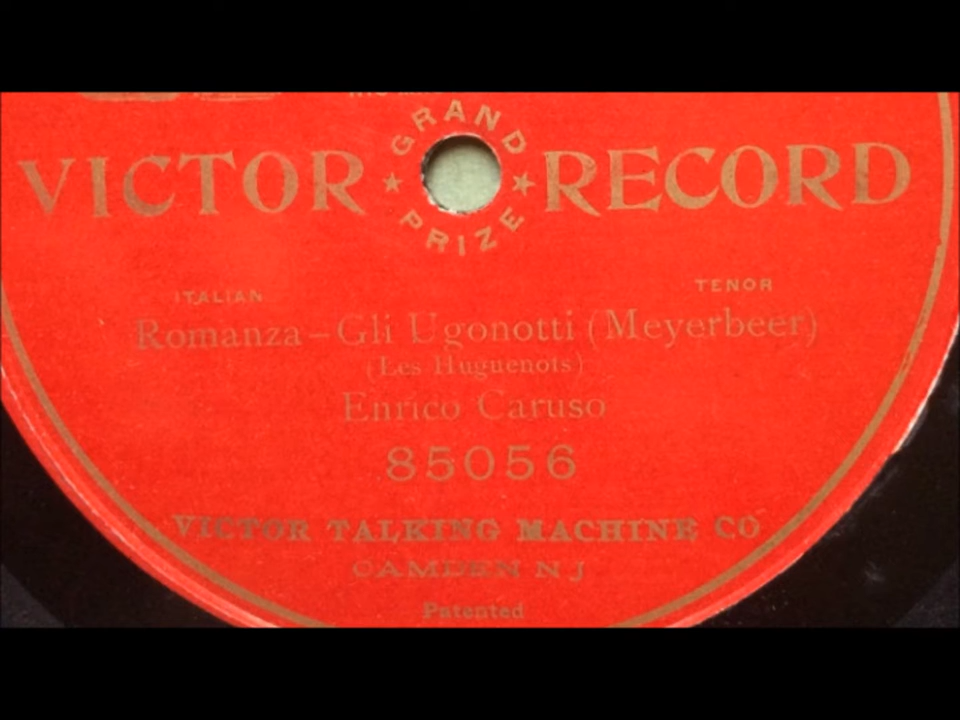 GRAND PRIZE
VICTOR RECORD
ITALIAN TENOR
Romanza – Gli Ugonotti (Meyerbeer)
(Les Huguenots)
Enrico Caruso
85056
VICTOR TALKING MACHINE CO
CAMDEN N J
Patented